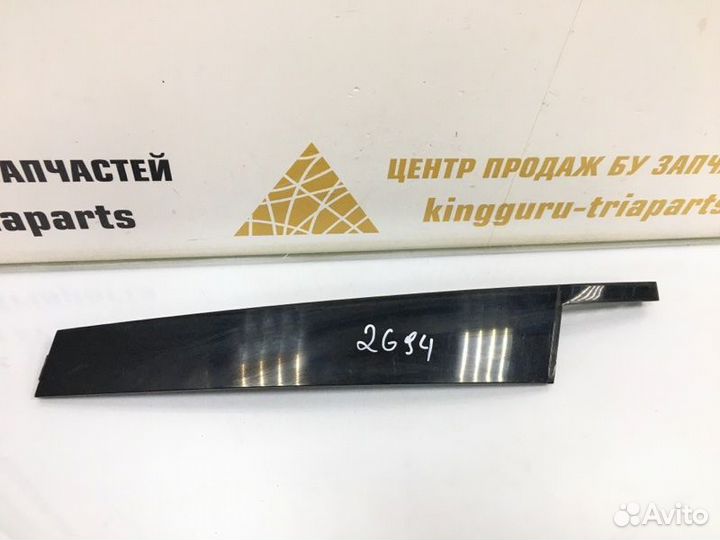 АПЧАСТЕЙ
iaparts
ЦЕНТР ПРОДАЖ БУ ЗАПЧ
kingguru-triaparts
2G94
Avito